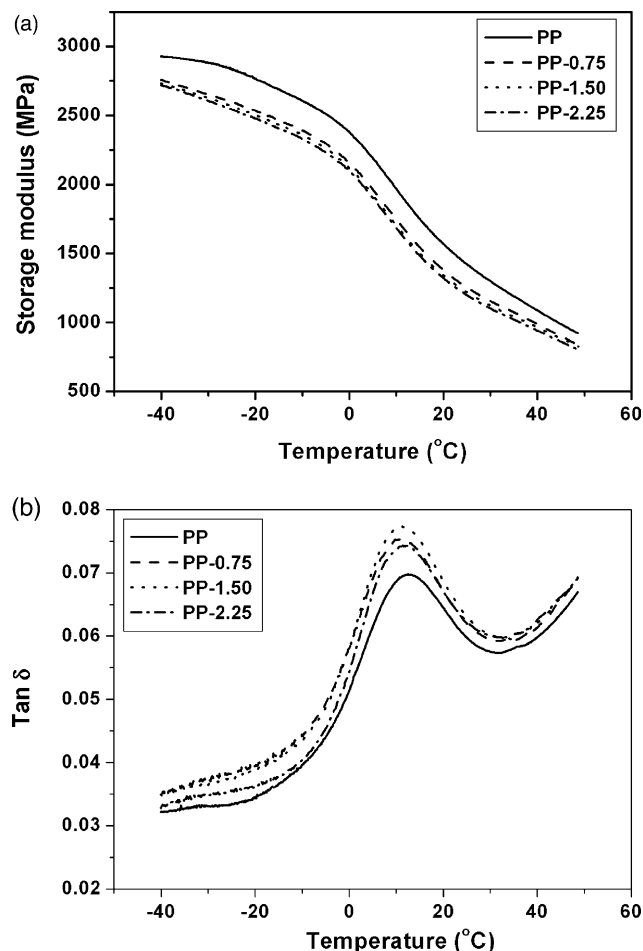 (a)
3000
2500
2000
1500
1000
500
Storage modulus (MPa)
PP
PP-0.75
PP-1.50
PP-2.25
-40 -20 0 20 40 60
Temperature (°C)
(b)
0.08
0.07
0.06
0.05
0.04
0.03
0.02
Tan δ
PP
PP-0.75
PP-1.50
PP-2.25
-40 -20 0 20 40 60
Temperature (°C)